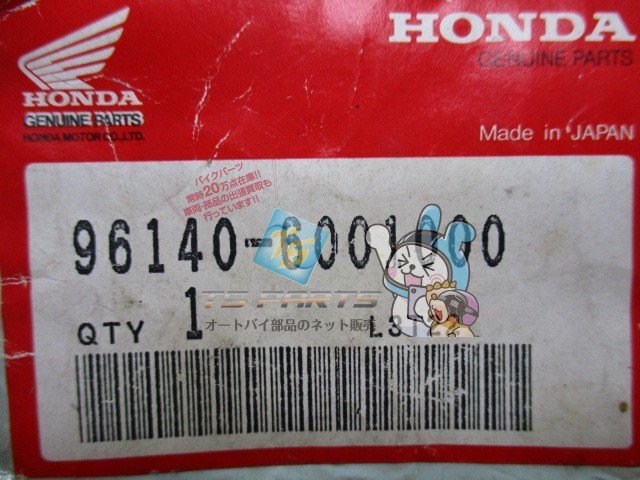 HONDA
GENUINE PARTS
HONDA MOTOR CO., LTD.
HONDA
GENUINE PARTS
Made in JAPAN
バイクパーツ
常時20万点在庫!!
車両・部品の出張買取も
行っています!!
96140-6001000
TS PARTS
オートバイ部品のネット販売
QTY 1